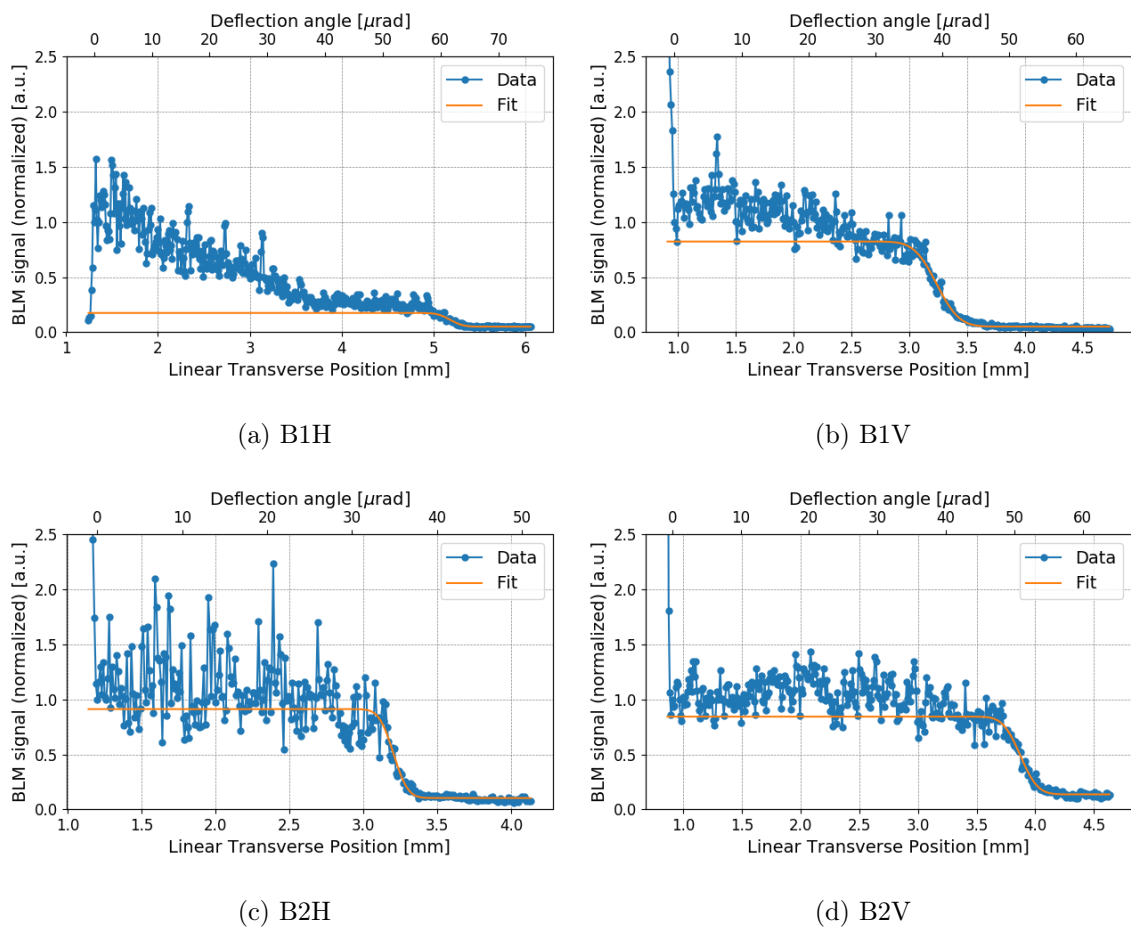 Deflection angle [μrad]
0 10 20 30 40 50 60 70
BLM signal (normalized) [a.u.]
2.5
2.0
1.5
1.0
0.5
0.0
Data
Fit
1 2 3 4 5 6
Linear Transverse Position [mm]
(a) B1H
Deflection angle [μrad]
0 10 20 30 40 50 60
BLM signal (normalized) [a.u.]
2.5
2.0
1.5
1.0
0.5
0.0
Data
Fit
1.0 1.5 2.0 2.5 3.0 3.5 4.0 4.5
Linear Transverse Position [mm]
(b) B1V
Deflection angle [μrad]
0 10 20 30 40 50
BLM signal (normalized) [a.u.]
2.5
2.0
1.5
1.0
0.5
0.0
Data
Fit
1.0 1.5 2.0 2.5 3.0 3.5 4.0
Linear Transverse Position [mm]
(c) B2H
Deflection angle [μrad]
0 10 20 30 40 50 60
BLM signal (normalized) [a.u.]
2.5
2.0
1.5
1.0
0.5
0.0
Data
Fit
1.0 1.5 2.0 2.5 3.0 3.5 4.0 4.5
Linear Transverse Position [mm]
(d) B2V